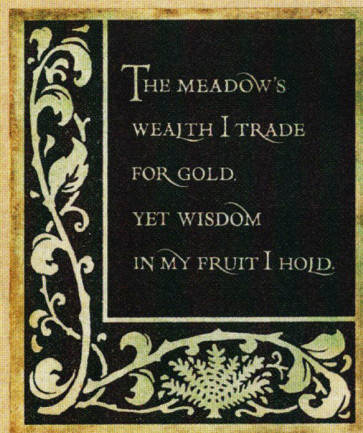 THE MEADOW'S
WEALTH I TRADE
FOR GOLD.
YET WISDOM
IN MY FRUIT I HOLD.